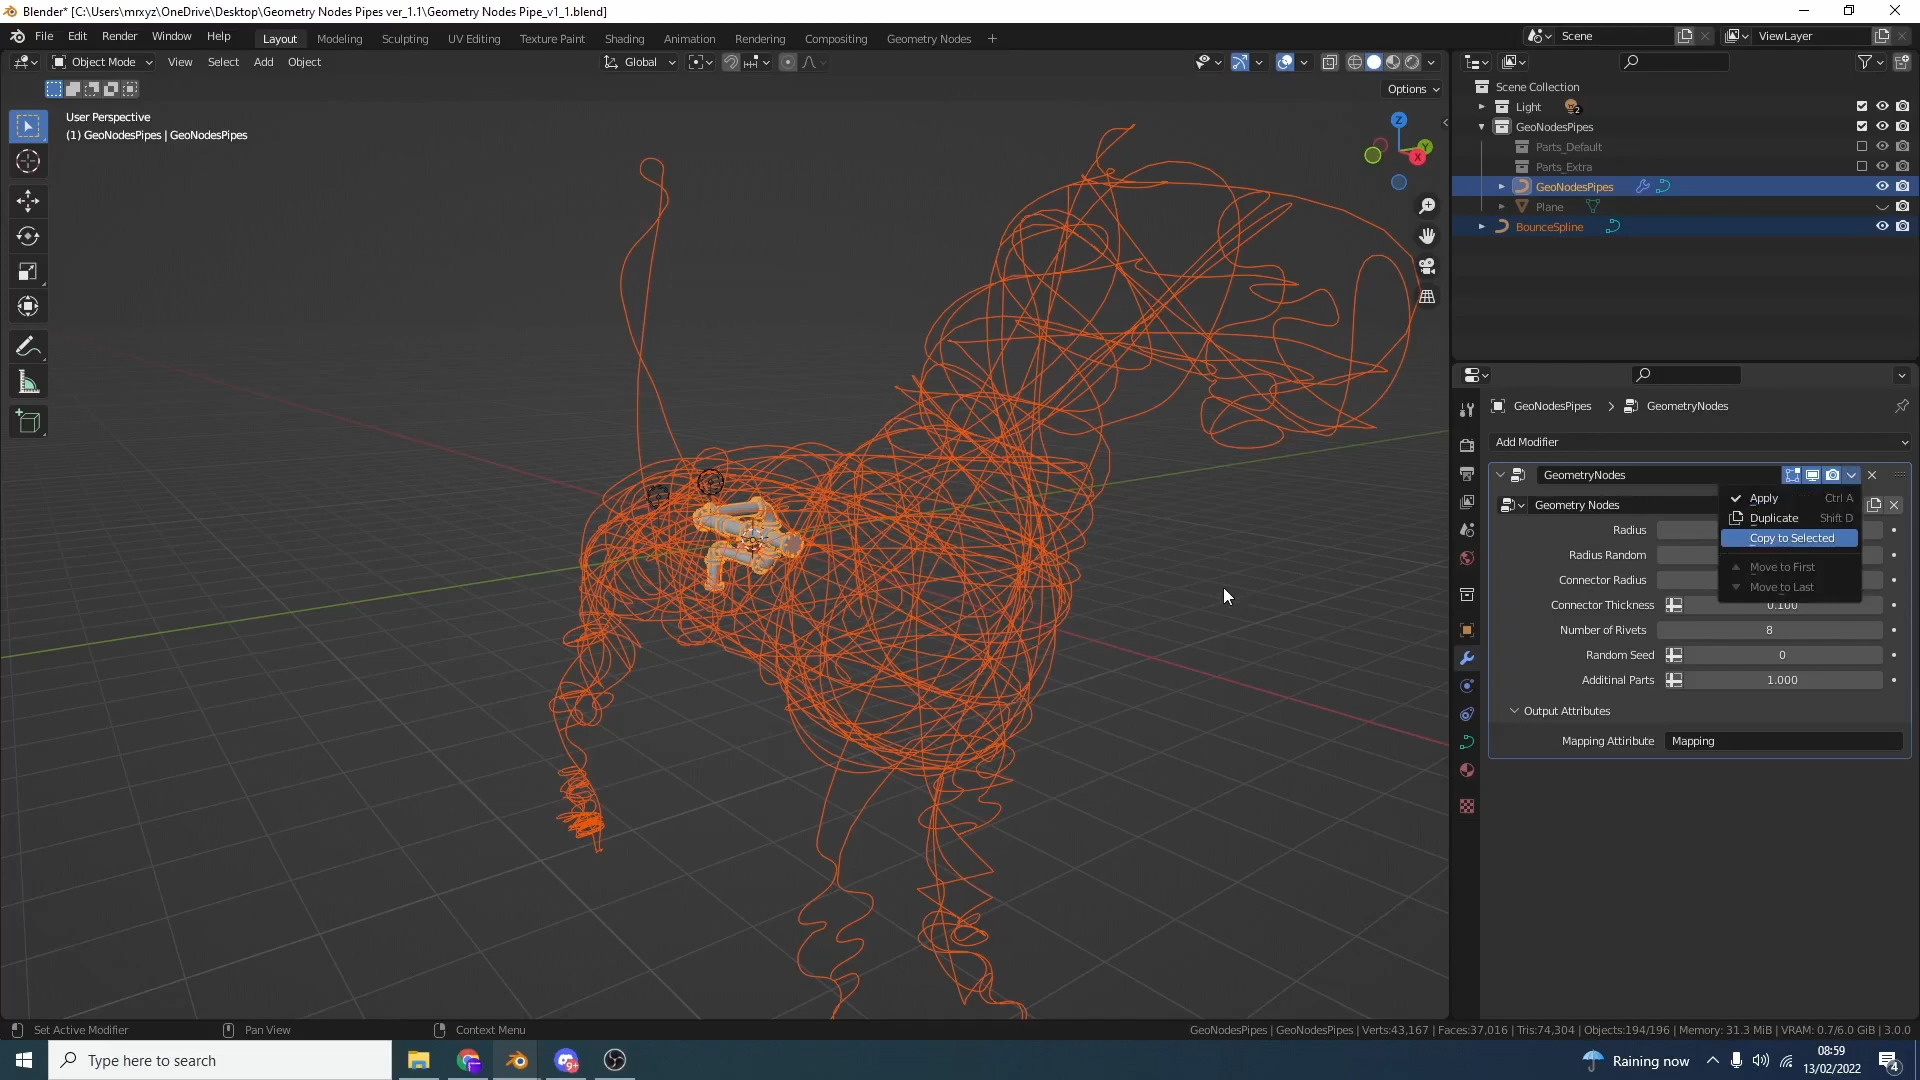 Blender* [C:\Users\mrxyz\OneDrive\Desktop\Geometry Nodes Pipes ver_1.1\Geometry Nodes Pipe_v1_1.blend]
File Edit Render Window Help Layout Modeling Sculpting UV Editing Texture Paint Shading Animation Rendering Compositing Geometry Nodes + Scene ViewLayer
Object Mode View Select Add Object Global
Options
User Perspective
(1) GeoNodesPipes | GeoNodesPipes
Z
Y
X
Scene Collection
Light 2
GeoNodesPipes
Parts_Default
Parts_Extra
GeoNodesPipes
Plane
BounceSpline
GeoNodesPipes > GeometryNodes
Add Modifier
GeometryNodes
Geometry Nodes
Apply Ctrl A
Duplicate Shift D
Copy to Selected
Move to First
Move to Last
Radius
Radius Random
Connector Radius
Connector Thickness 0.100
Number of Rivets 8
Random Seed 0
Additinal Parts 1.000
Output Attributes
Mapping Attribute Mapping
Set Active Modifier Pan View Context Menu
GeoNodesPipes | GeoNodesPipes | Verts:43,167 | Faces:37,016 | Tris:74,304 | Objects:194/196 | Memory: 31.3 MiB | VRAM: 0.7/6.0 GiB | 3.0.0
Type here to search
9+
Raining now
08:59
13/02/2022
4